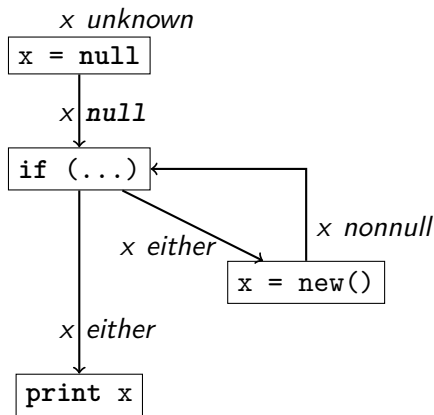 x unknown
x = null
x null
if (...)
x nonnull
x either
x = new()
x either
print x